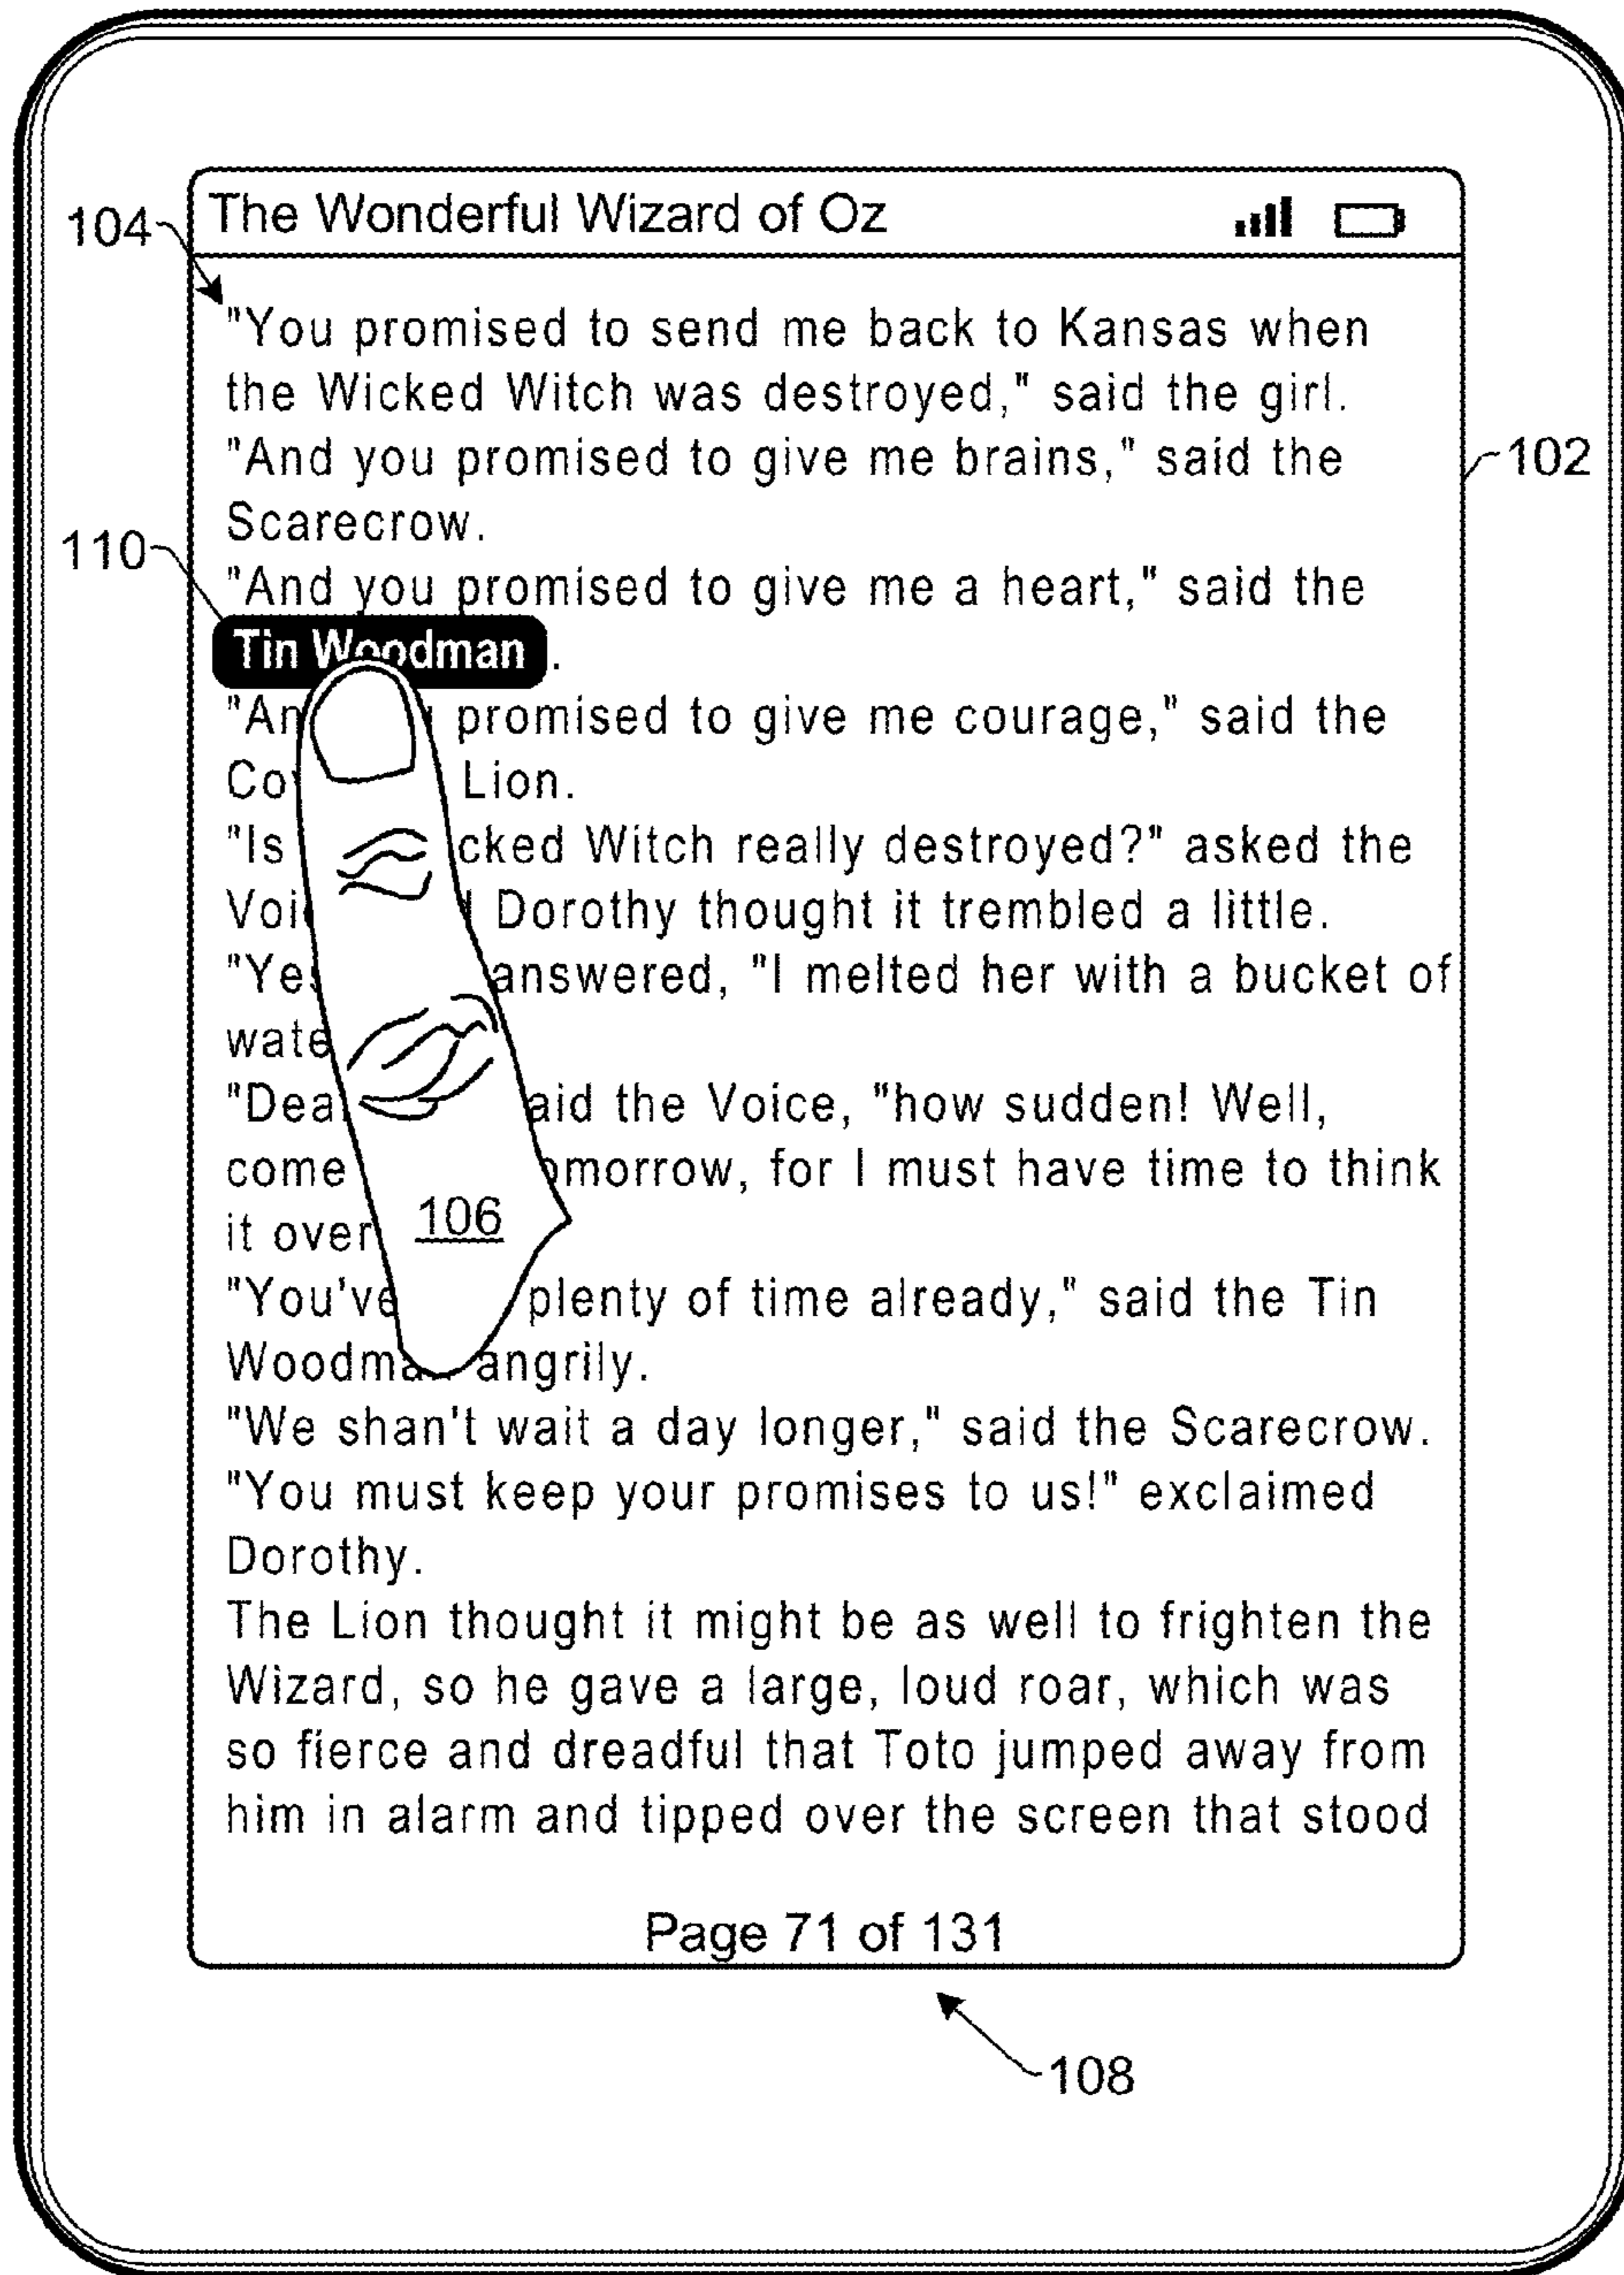 104
The Wonderful Wizard of Oz
"You promised to send me back to Kansas when
the Wicked Witch was destroyed," said the girl.
"And you promised to give me brains," said the
102
Scarecrow.
110
"And you promised to give me a heart," said the
Tin Woodman.
"An promised to give me courage," said the
Co Lion.
"Is cked Witch really destroyed?" asked the
Voi Dorothy thought it trembled a little.
"Yes answered, "I melted her with a bucket of
wate
"Dea aid the Voice, "how sudden! Well,
come omorrow, for I must have time to think
it over
106
"You've plenty of time already," said the Tin
Woodman angrily.
"We shan't wait a day longer," said the Scarecrow.
"You must keep your promises to us!" exclaimed
Dorothy.
The Lion thought it might be as well to frighten the
Wizard, so he gave a large, loud roar, which was
so fierce and dreadful that Toto jumped away from
him in alarm and tipped over the screen that stood
Page 71 of 131
108